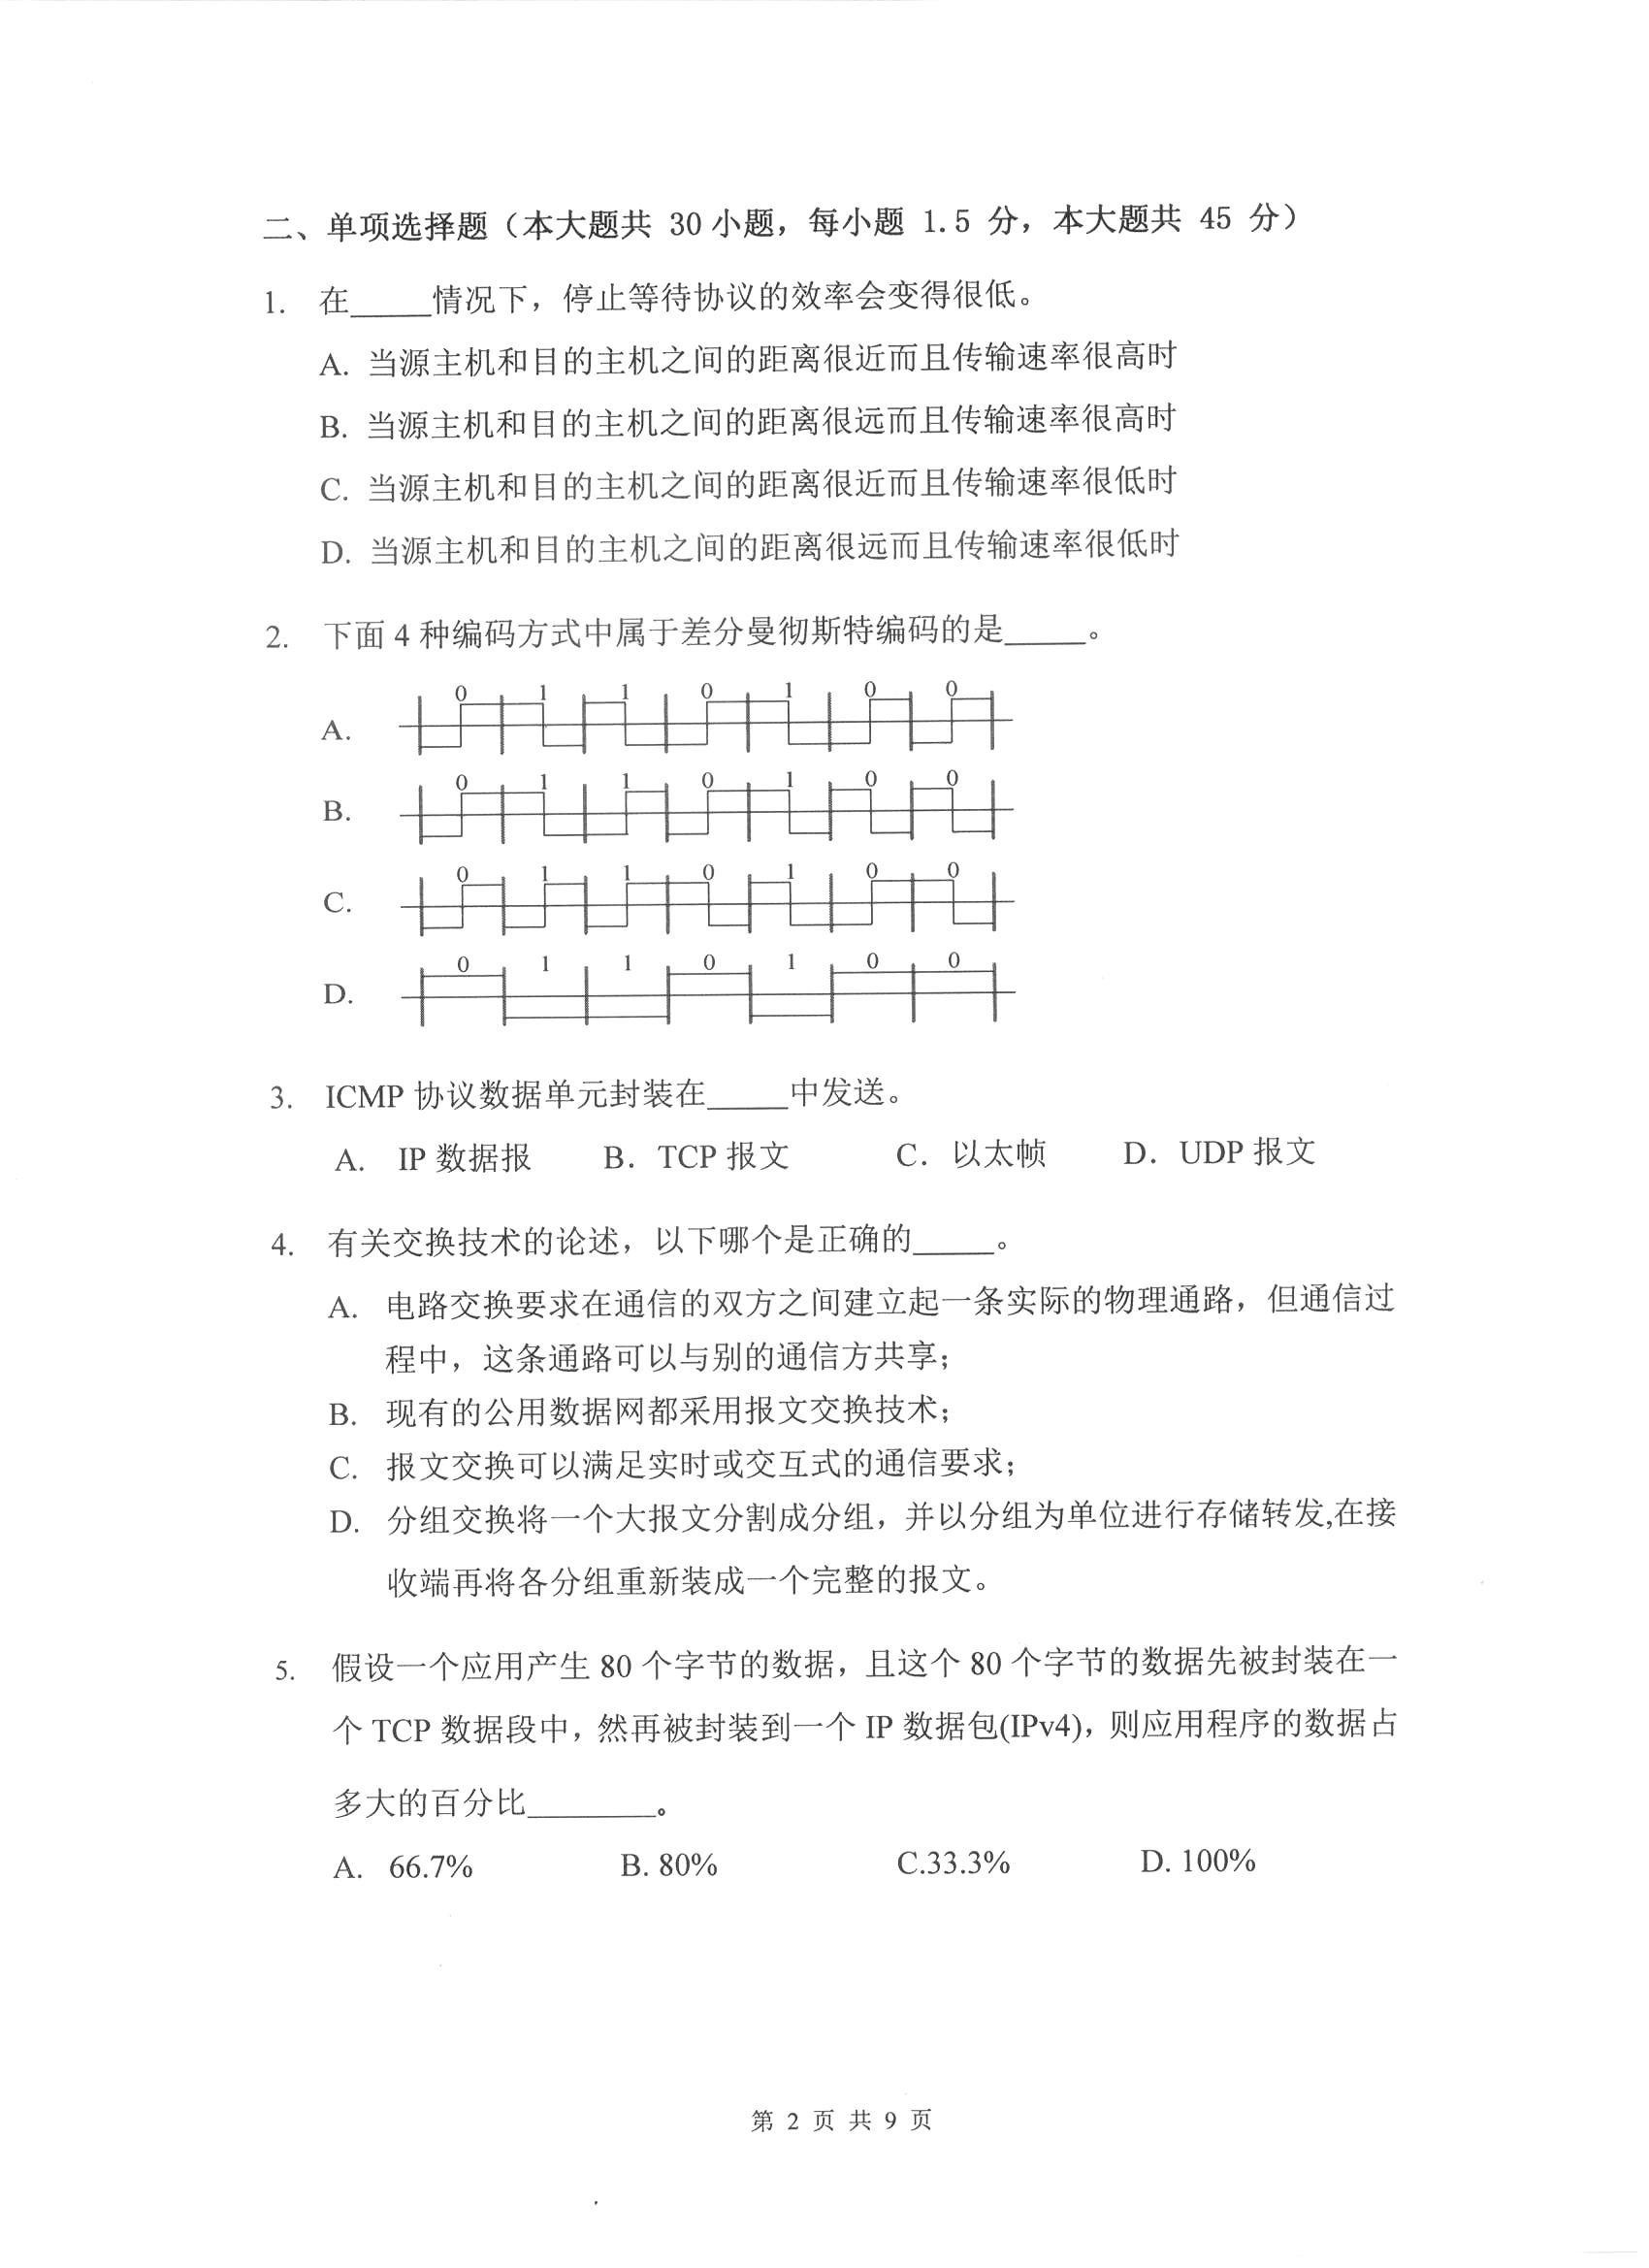 二、单项选择题（本大题共 30 小题，每小题 1.5 分，本大题共 45 分）
1. 在_____情况下，停止等待协议的效率会变得很低。
A. 当源主机和目的主机之间的距离很近而且传输速率很高时
B. 当源主机和目的主机之间的距离很远而且传输速率很高时
C. 当源主机和目的主机之间的距离很近而且传输速率很低时
D. 当源主机和目的主机之间的距离很远而且传输速率很低时
2. 下面 4 种编码方式中属于差分曼彻斯特编码的是_____。
A. 0 1 1 0 1 0 0
B. 0 1 1 0 1 0 0
C. 0 1 1 0 1 0 0
D. 0 1 1 0 1 0 0
3. ICMP 协议数据单元封装在_____中发送。
A. IP 数据报 B. TCP 报文 C. 以太帧 D. UDP 报文
4. 有关交换技术的论述，以下哪个是正确的_____。
A. 电路交换要求在通信的双方之间建立起一条实际的物理通路，但通信过
程中，这条通路可以与别的通信方共享；
B. 现有的公用数据网都采用报文交换技术；
C. 报文交换可以满足实时或交互式的通信要求；
D. 分组交换将一个大报文分割成分组，并以分组为单位进行存储转发,在接
收端再将各分组重新装成一个完整的报文。
5. 假设一个应用产生 80 个字节的数据，且这个 80 个字节的数据先被封装在一
个 TCP 数据段中，然再被封装到一个 IP 数据包(IPv4)，则应用程序的数据占
多大的百分比________。
A. 66.7% B. 80% C.33.3% D. 100%
第 2 页 共 9 页